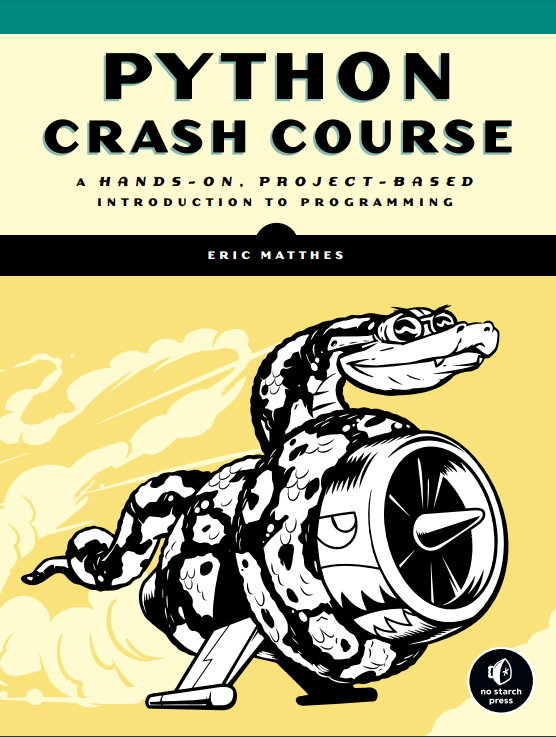 PYTHON
CRASH COURSE
A HANDS-ON, PROJECT-BASED
INTRODUCTION TO PROGRAMMING
ERIC MATTHES
no starch
press